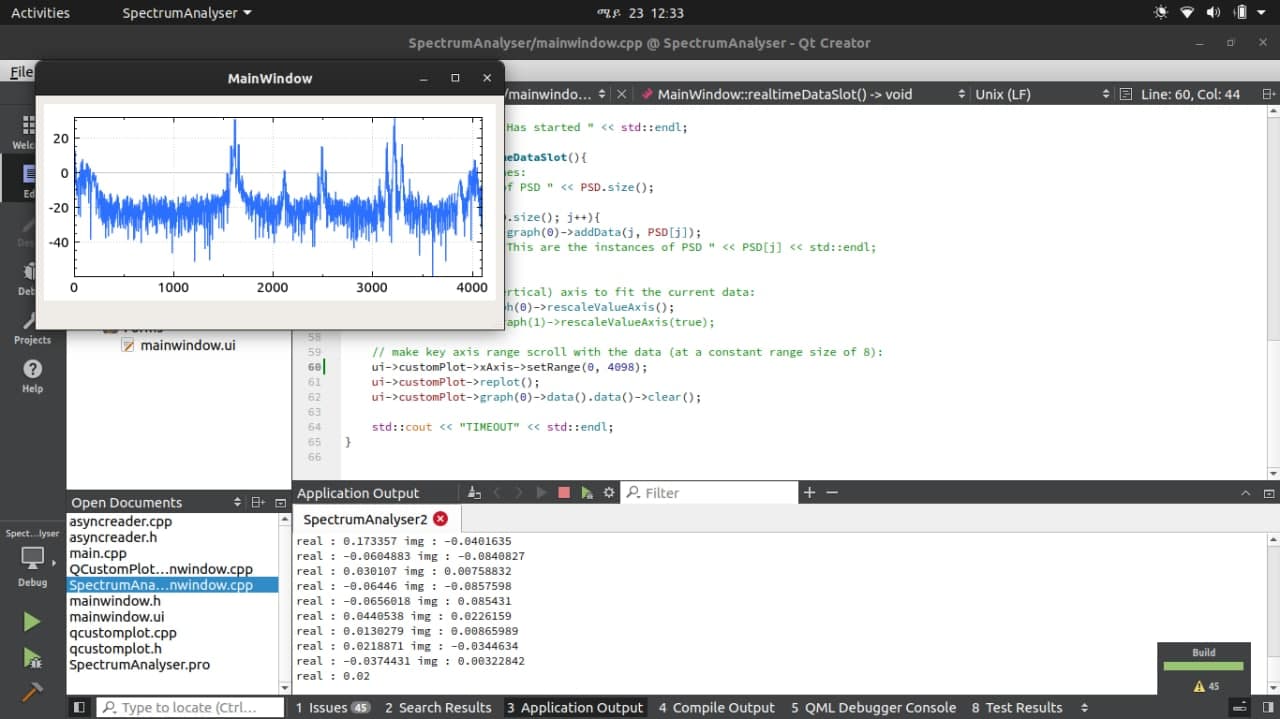 Activities SpectrumAnalyser ሜይ 23 12:33
SpectrumAnalyser/mainwindow.cpp @ SpectrumAnalyser - Qt Creator
File
MainWindow
/mainwindo... MainWindow::realtimeDataSlot() -> void Unix (LF) Line: 60, Col: 44
20
0
-20
-40
0 1000 2000 3000 4000
Welc
Ed
Deb
Projects
Help
Has started " << std::endl;
eDataSlot(){
nes:
of PSD " << PSD.size();
.size(); j++){
graph(0)->addData(j, PSD[j]);
This are the instances of PSD " << PSD[j] << std::endl;
rtical) axis to fit the current data:
h(0)->rescaleValueAxis();
aph(1)->rescaleValueAxis(true);
58
59 // make key axis range scroll with the data (at a constant range size of 8):
60 ui->customPlot->xAxis->setRange(0, 4098);
61 ui->customPlot->replot();
62 ui->customPlot->graph(0)->data().data()->clear();
63
64 std::cout << "TIMEOUT" << std::endl;
65 }
66
Forms
mainwindow.ui
Open Documents
asyncreader.cpp
asyncreader.h
main.cpp
QCustomPlot...nwindow.cpp
SpectrumAna...nwindow.cpp
mainwindow.h
mainwindow.ui
qcustomplot.cpp
qcustomplot.h
SpectrumAnalyser.pro
Spect...lyser
Debug
Application Output Filter
SpectrumAnalyser2
real : 0.173357 img : -0.0401635
real : -0.0604883 img : -0.0840827
real : 0.030107 img : 0.00758832
real : -0.06446 img : -0.0857598
real : -0.0656018 img : 0.085431
real : 0.0440538 img : 0.0226159
real : 0.0130279 img : 0.00865989
real : 0.0218871 img : -0.0344634
real : -0.0374431 img : 0.00322842
real : 0.02
Build
45
Type to locate (Ctrl... 1 Issues 45 2 Search Results 3 Application Output 4 Compile Output 5 QML Debugger Console 8 Test Results